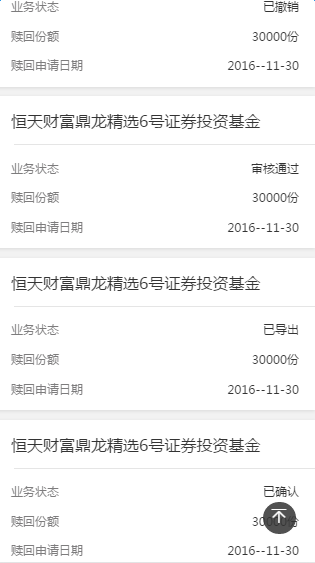 业务状态 已撤销
赎回份额 30000份
赎回申请日期 2016--11-30
恒天财富鼎龙精选6号证券投资基金
业务状态 审核通过
赎回份额 30000份
赎回申请日期 2016--11-30
恒天财富鼎龙精选6号证券投资基金
业务状态 已导出
赎回份额 30000份
赎回申请日期 2016--11-30
恒天财富鼎龙精选6号证券投资基金
业务状态 已确认
赎回份额 30000份
赎回申请日期 2016--11-30